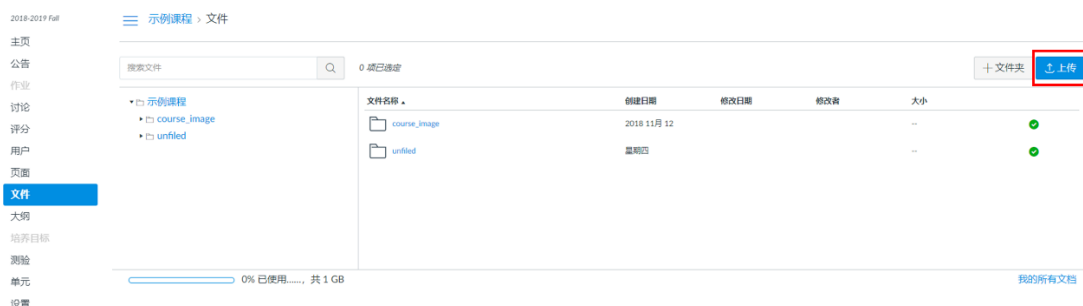 2018-2019 Fall
示例课程 › 文件
主页
公告
作业
讨论
评分
用户
页面
文件
大纲
培养目标
测验
单元
设置
搜索文件
0 项已选定
+文件夹
上传
示例课程
course_image
unfiled
文件名称 创建日期 修改日期 修改者 大小
course_image 2018 11月 12 --
unfiled 星期四 --
0% 已使用......, 共 1 GB
我的所有文档